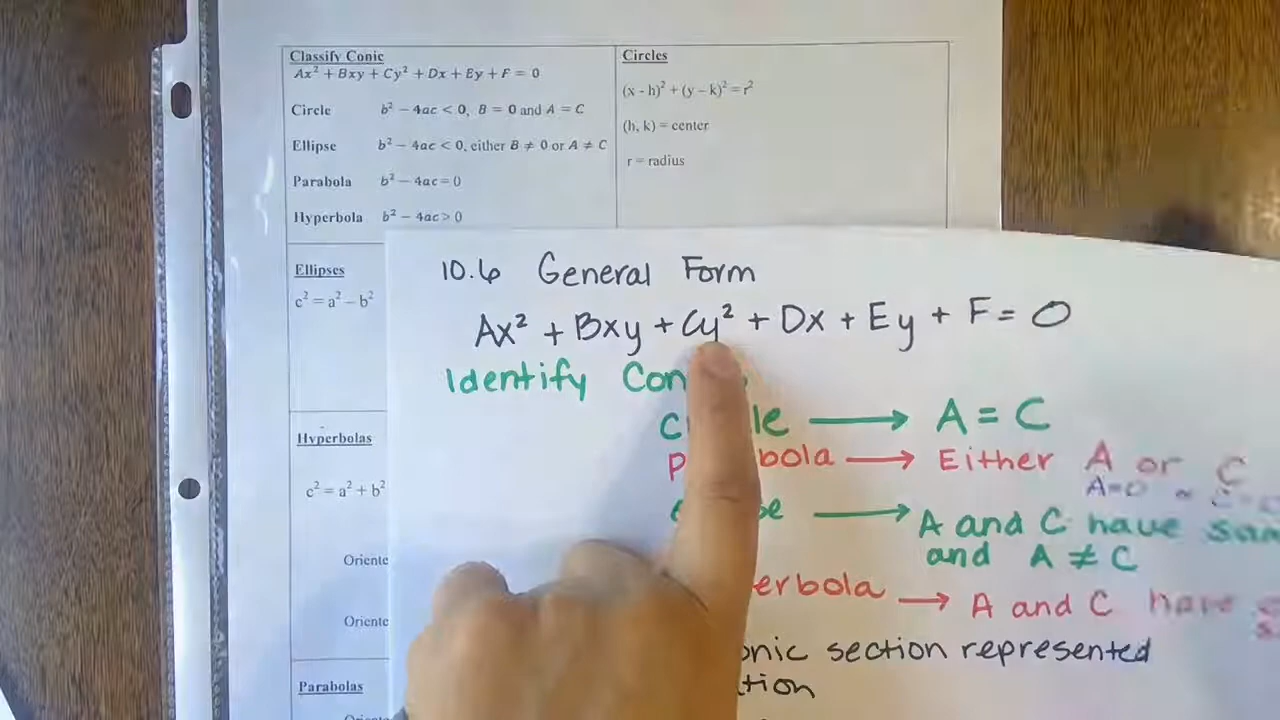 Classify Conic
Ax² + Bxy + Cy² + Dx + Ey + F = 0
Circle b² − 4ac < 0, B = 0 and A = C
Ellipse b² − 4ac < 0, either B ≠ 0 or A ≠ C
Parabola b² − 4ac = 0
Hyperbola b² − 4ac > 0
Circles
(x - h)² + (y – k)² = r²
(h, k) = center
r = radius
Ellipses
c² = a² – b²
Hyperbolas
c² = a² + b²
Oriente
Oriente
Parabolas
10.6 General Form
Ax² + Bxy + Cy² + Dx + Ey + F = 0
Identify Con
C le → A = C
P bola → Either A or C
A=0
e se → A and C have sam
and A ≠ C
erbola → A and C have
onic section represented
tion